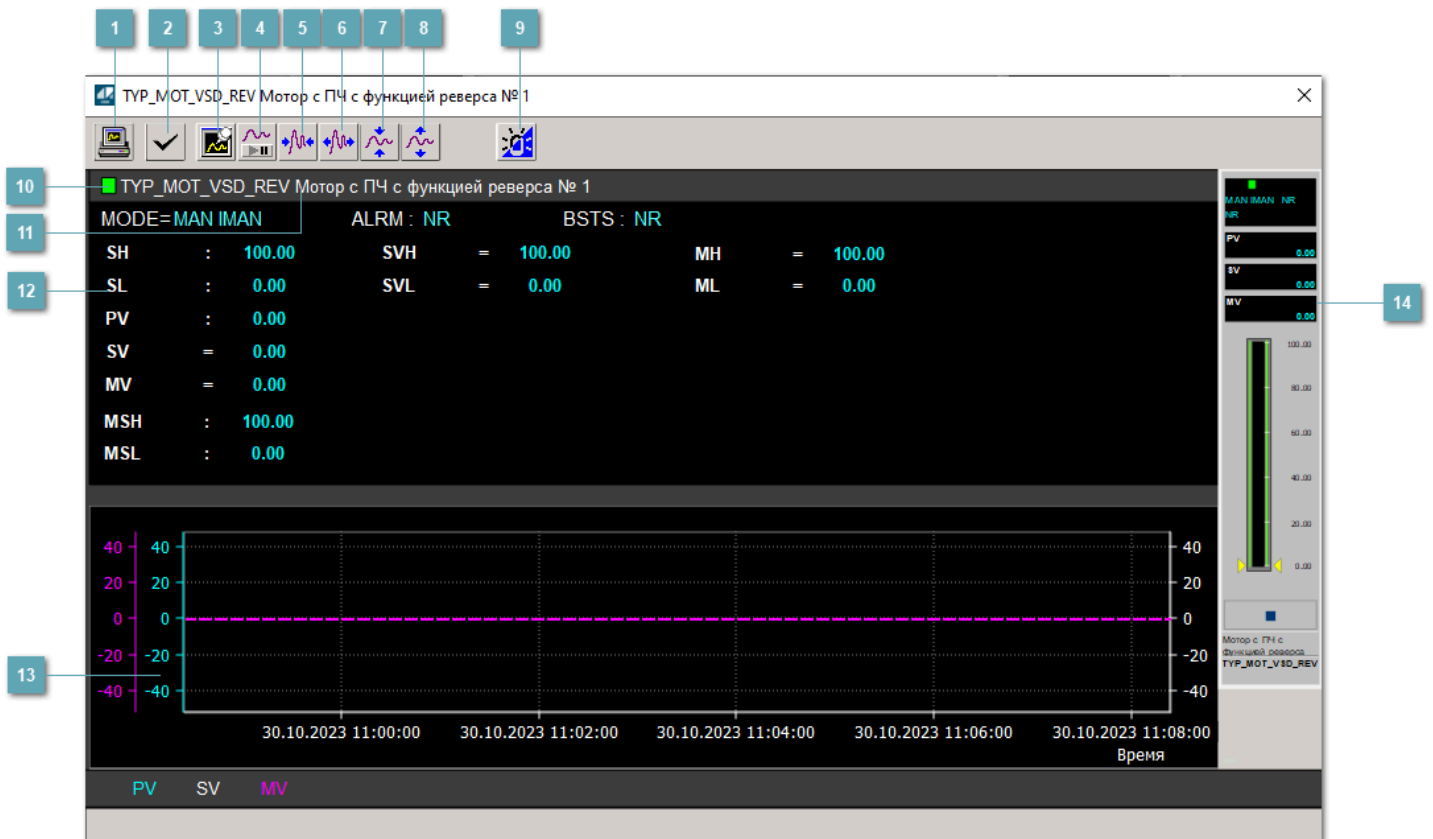 1 2 3 4 5 6 7 8 9
TYP_MOT_VSD_REV Мотор с ПЧ с функцией реверса № 1
10
TYP_MOT_VSD_REV Мотор с ПЧ с функцией реверса № 1
11
MODE=MAN IMAN ALRM : NR BSTS : NR
SH : 100.00 SVH = 100.00 MH = 100.00
12
SL : 0.00 SVL = 0.00 ML = 0.00
PV : 0.00
SV = 0.00
MV = 0.00
MSH : 100.00
MSL : 0.00
MAN IMAN NR
NR
PV
0.00
SV
0.00
MV
0.00
14
100.00
80.00
60.00
40.00
20.00
0.00
Мотор с ПЧ с
функцией реверса
TYP_MOT_VSD_REV
40 40 40
20 20 20
0 0 0
-20 -20 -20
13
-40 -40 -40
30.10.2023 11:00:00 30.10.2023 11:02:00 30.10.2023 11:04:00 30.10.2023 11:06:00 30.10.2023 11:08:00
Время
PV SV MV